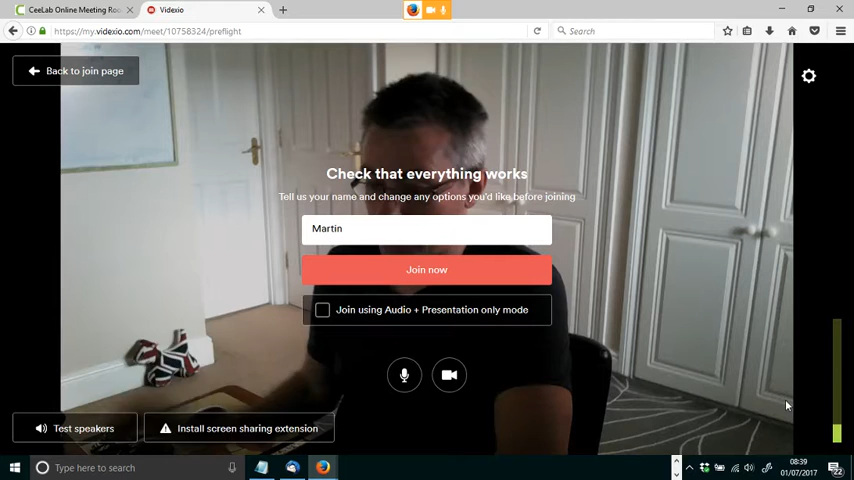 CeeLab Online Meeting Roo
Videxio
https://my.videxio.com/meet/10758324/preflight
Search
Back to join page
Check that everything works
Tell us your name and change any options you'd like before joining
Martin
Join now
Join using Audio + Presentation only mode
Test speakers
Install screen sharing extension
Type here to search
08:39
01/07/2017
22